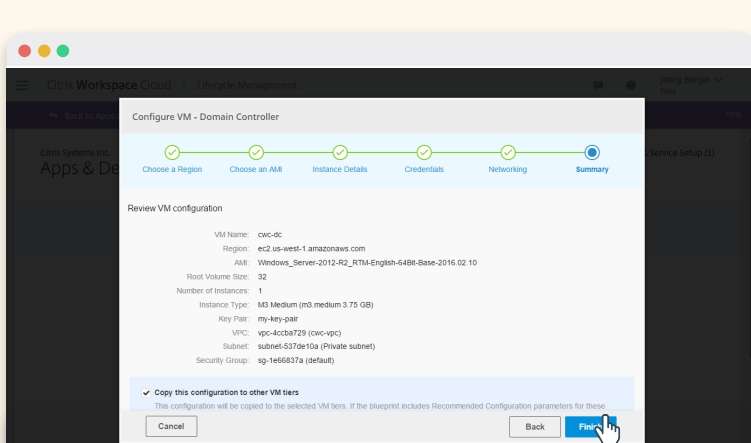 Citrix Workspace Cloud | Lifecycle Management
Jenny Berger
Citrix
Back to Apps
Help
Citrix Systems Inc.
Apps & De
& Service Setup (1)
Configure VM - Domain Controller
Choose a Region
Choose an AMI
Instance Details
Credentials
Networking
Summary
Review VM configuration
VM Name: cwc-dc
Region: ec2.us-west-1.amazonaws.com
AMI: Windows_Server-2012-R2_RTM-English-64Bit-Base-2016.02.10
Root Volume Size: 32
Number of Instances: 1
Instance Type: M3 Medium (m3.medium 3.75 GB)
Key Pair: my-key-pair
VPC: vpc-4ccba729 (cwc-vpc)
Subnet: subnet-537de10a (Private subnet)
Security Group: sg-1e66837a (default)
Copy this configuration to other VM tiers
This configuration will be copied to the selected VM tiers. If the blueprint includes Recommended Configuration parameters for these
Cancel
Back
Finish